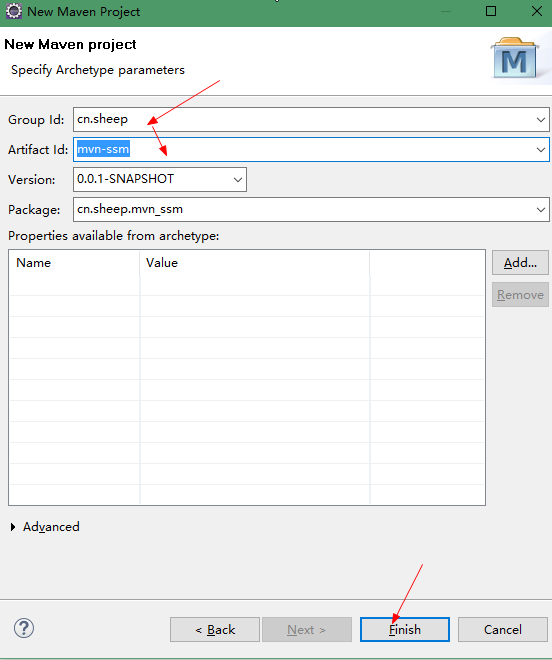 New Maven Project
New Maven project
Specify Archetype parameters
M
Group Id: cn.sheep
Artifact Id: mvn-ssm
Version: 0.0.1-SNAPSHOT
Package: cn.sheep.mvn_ssm
Properties available from archetype:
Name Value
Add...
Remove
Advanced
? < Back Next > Finish Cancel